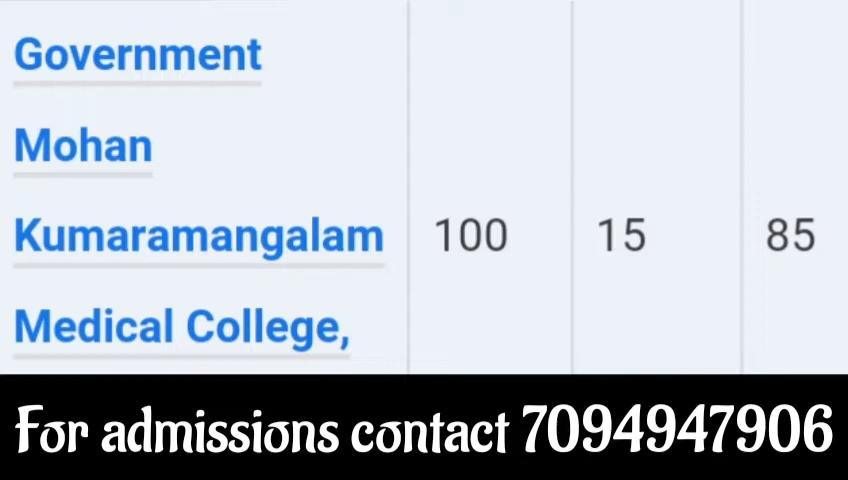 Government
Mohan
Kumaramangalam 100 15 85
Medical College,
For admissions contact 7094947906